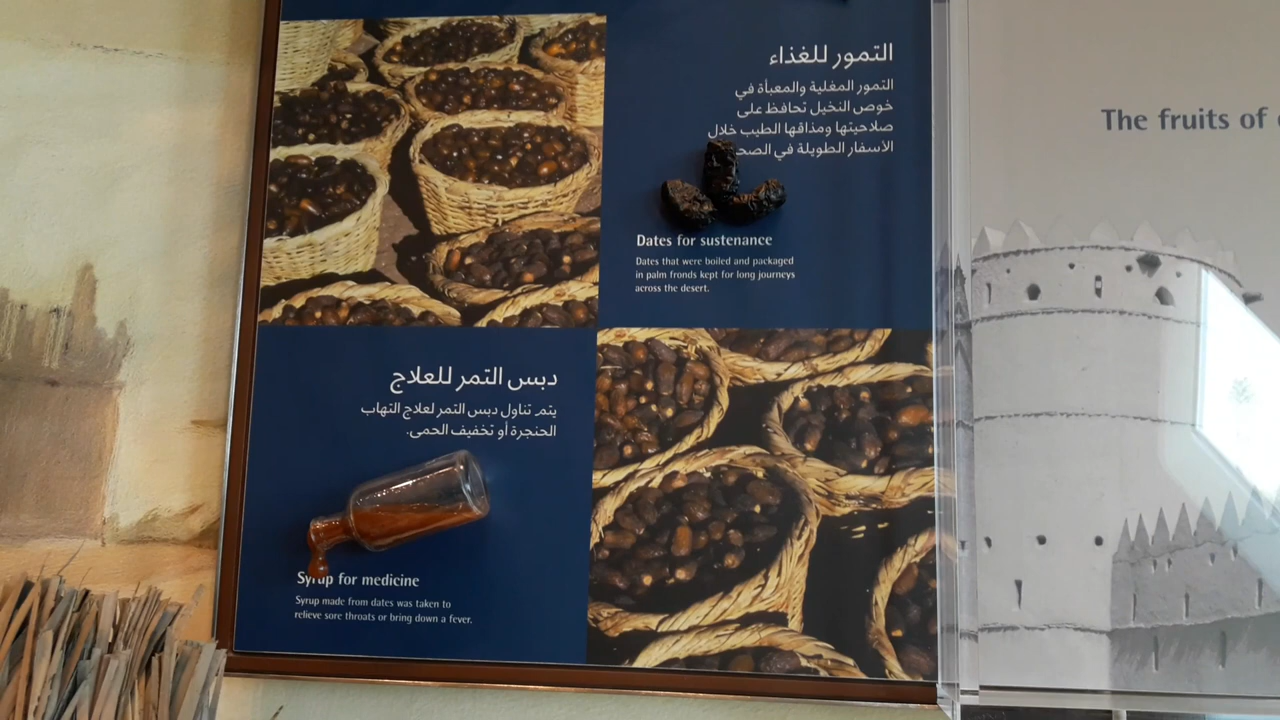 التمور للغذاء
التمور المغلية والمعبأة في
خوص النخيل تحافظ على
صلاحيتها ومذاقها الطيب خلال
الاسفار الطويلة في
Dates for sustenance
Dates that were boiled and packaged
in palm fronds kept for long journeys
across the desert.
دبس التمر للعلاج
يتم تناول دبس التمر لعلاج التهاب
الحنجرة أو تخفيف الحمى.
Syrup for medicine
Syrup made from dates was taken to
relieve sore throats or bring down a fever.
The fruits of